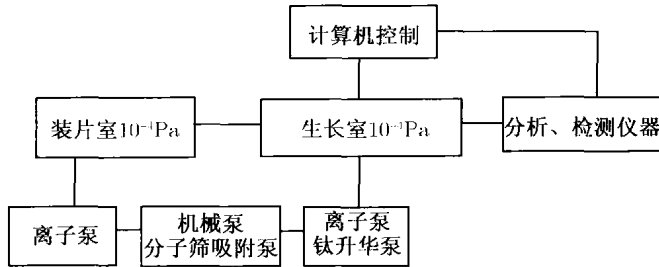 计算机控制
装片室10⁻⁴Pa
生长室10⁻⁴Pa
分析、检测仪器
离子泵
机械泵
分子筛吸附泵
离子泵
钛升华泵